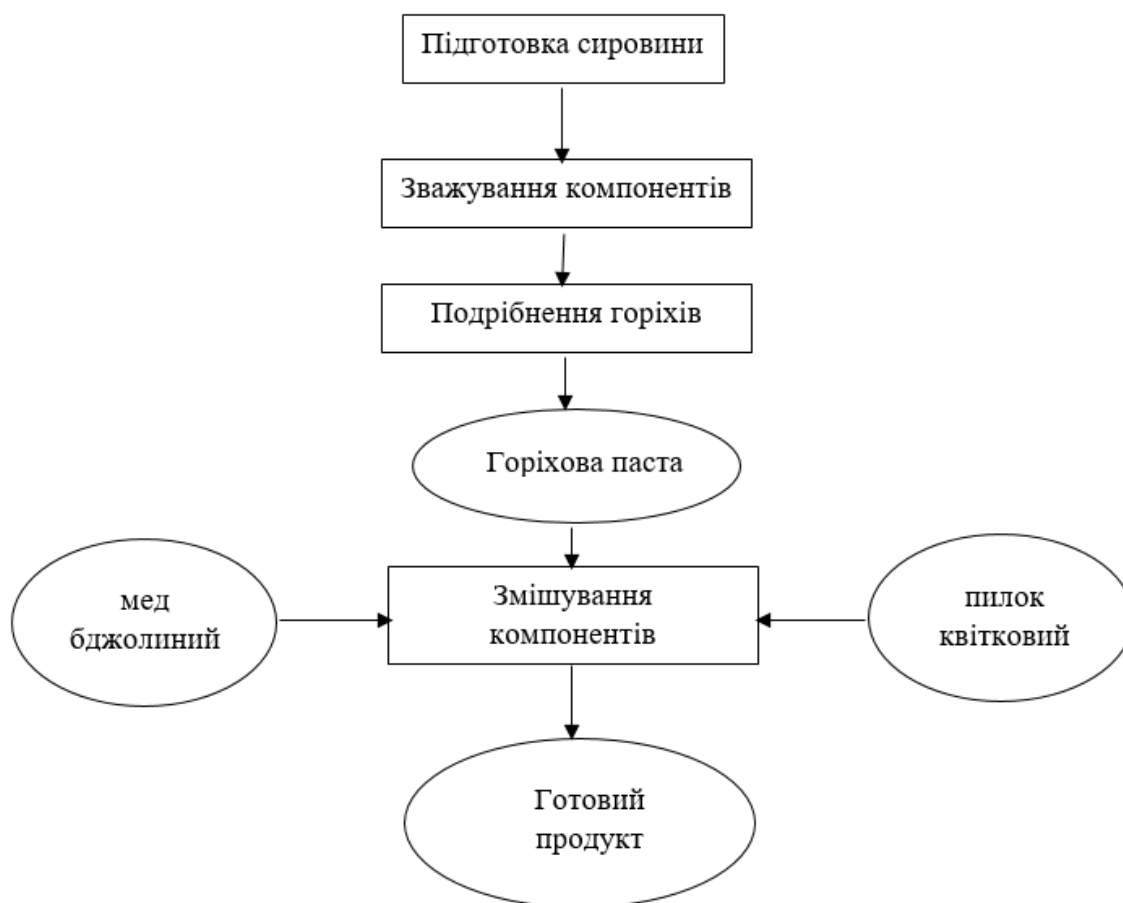 Підготовка сировини
Зважування компонентів
Подрібнення горіхів
Горіхова паста
мед
бджолиний
Змішування
компонентів
пилок
квітковий
Готовий
продукт